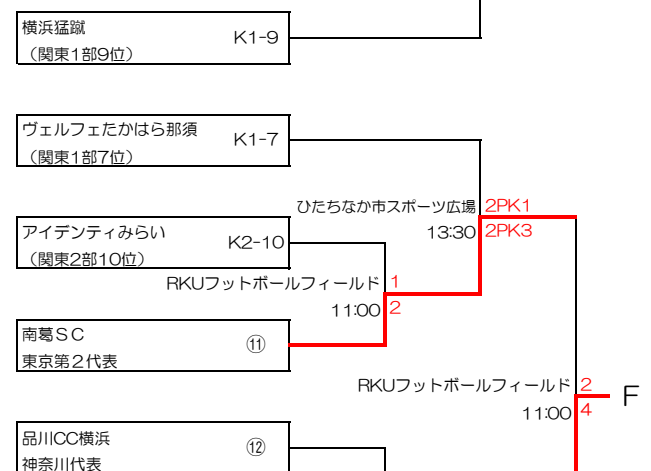 横浜猛蹴
(関東1部9位)
K1-9
ヴェルフェたかはら那須
(関東1部7位)
K1-7
ひたちなか市スポーツ広場
2PK1
13:30
2PK3
アイデンティみらい
(関東2部10位)
K2-10
RKUフットボールフィールド
1
11:00
2
南葛SC
東京第2代表
⑪
RKUフットボールフィールド
2
11:00
4
F
品川CC横浜
神奈川代表
⑫